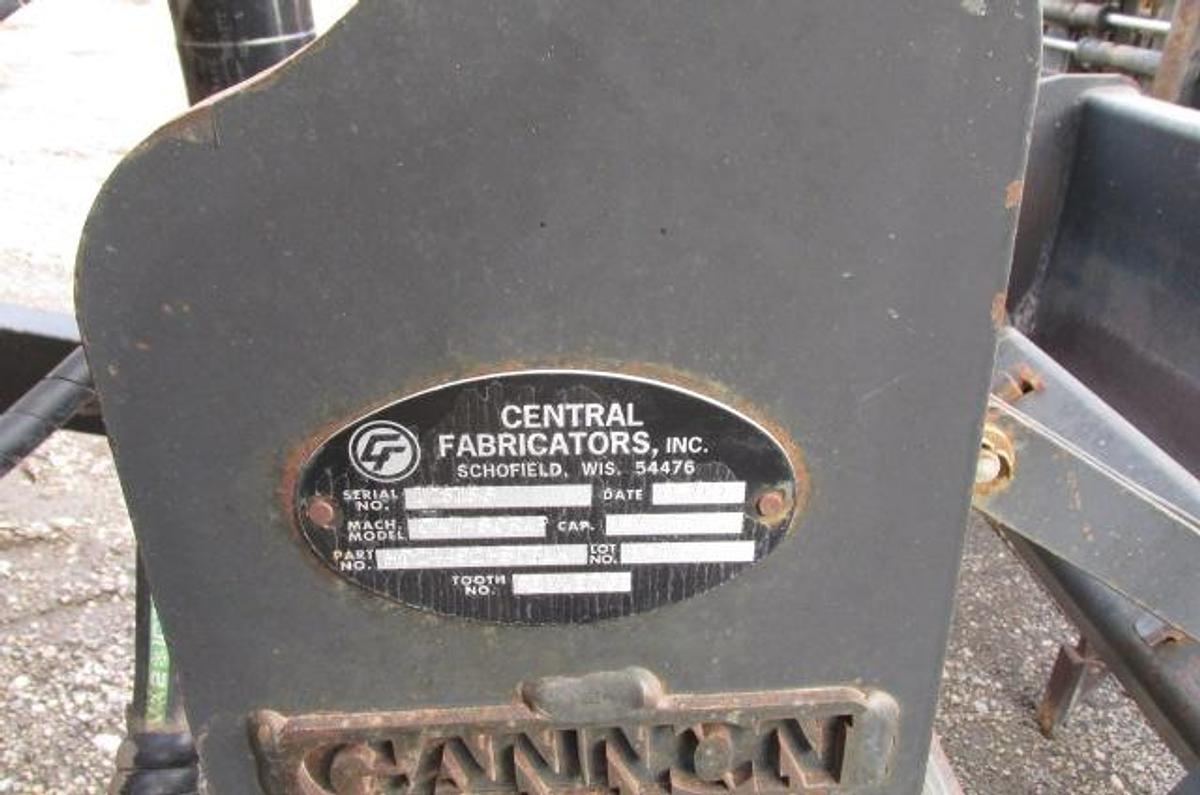 CENTRAL
FABRICATORS, INC.
SCHOFIELD, WIS. 54476
SERIAL NO. DATE
MACH. MODEL CAP.
PART NO. LOT NO.
TOOTH NO.
CANNON